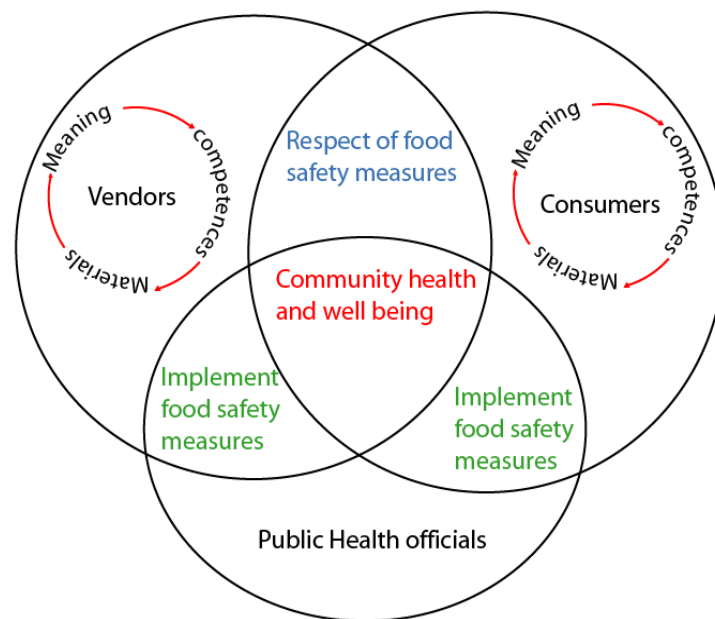 Meaning
competences
Materials
Vendors
Respect of food
safety measures
Meaning
competences
Materials
Consumers
Community health
and well being
Implement
food safety
measures
Implement
food safety
measures
Public Health officials